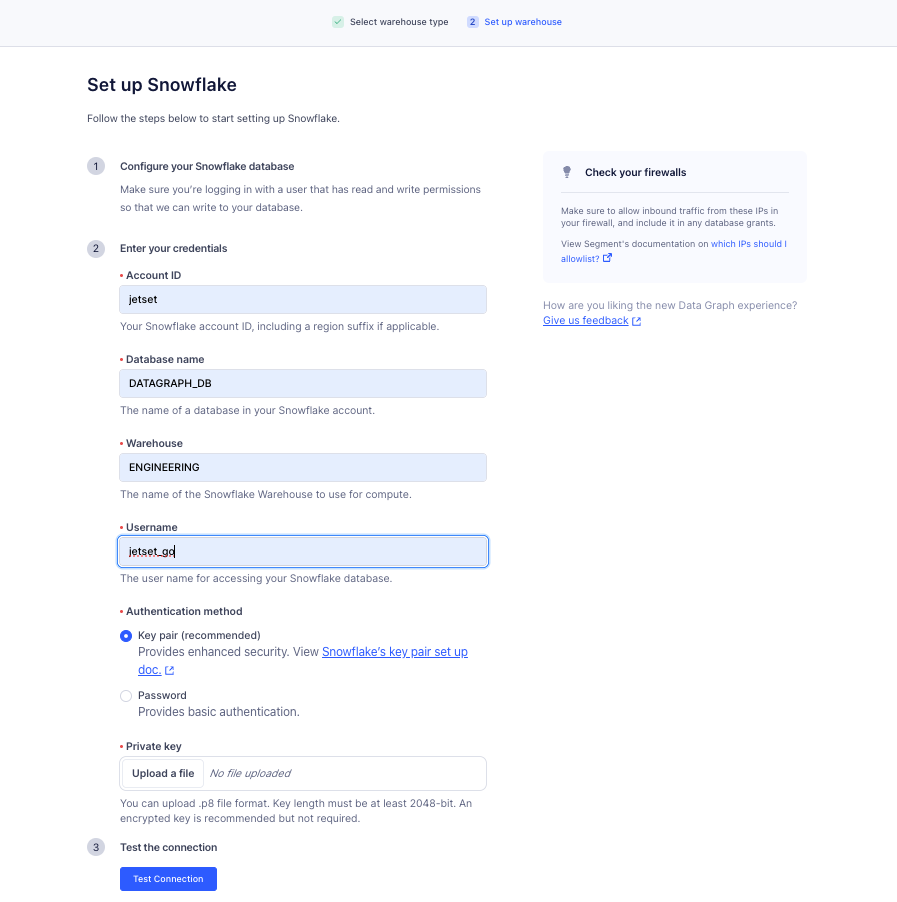 Select warehouse type
2 Set up warehouse
Set up Snowflake
Follow the steps below to start setting up Snowflake.
1 Configure your Snowflake database
Make sure you're logging in with a user that has read and write permissions
so that we can write to your database.
2 Enter your credentials
• Account ID
jetset
Your Snowflake account ID, including a region suffix if applicable.
• Database name
DATAGRAPH_DB
The name of a database in your Snowflake account.
• Warehouse
ENGINEERING
The name of the Snowflake Warehouse to use for compute.
• Username
jetset_go
The user name for accessing your Snowflake database.
• Authentication method
Key pair (recommended)
Provides enhanced security. View Snowflake's key pair set up
doc.
Password
Provides basic authentication.
• Private key
Upload a file No file uploaded
You can upload .p8 file format. Key length must be at least 2048-bit. An
encrypted key is recommended but not required.
3 Test the connection
Test Connection
Check your firewalls
Make sure to allow inbound traffic from these IPs in
your firewall, and include it in any database grants.
View Segment's documentation on which IPs should I
allowlist?
How are you liking the new Data Graph experience?
Give us feedback